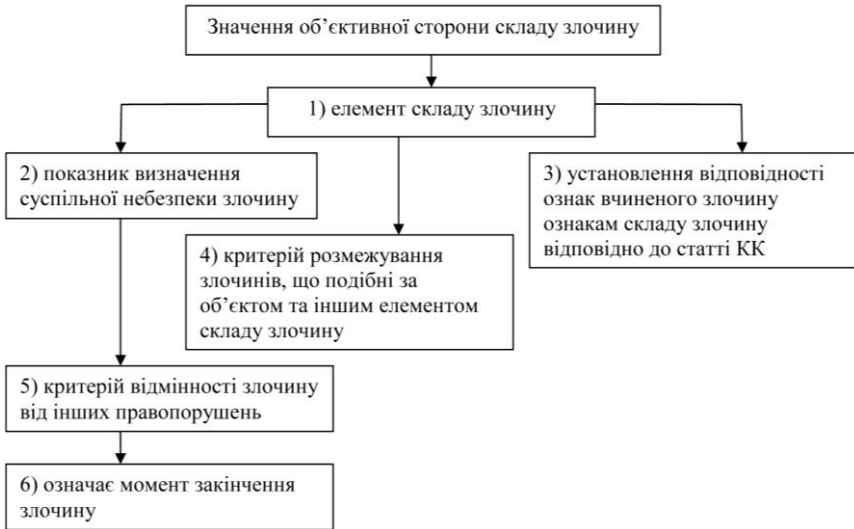 Значення об’єктивної сторони складу злочину
1) елемент складу злочину
2) показник визначення
суспільної небезпеки злочину
3) установлення відповідності
ознак вчиненого злочину
ознакам складу злочину
відповідно до статті КК
4) критерій розмежування
злочинів, що подібні за
об’єктом та іншим елементом
складу злочину
5) критерій відмінності злочину
від інших правопорушень
6) означає момент закінчення
злочину